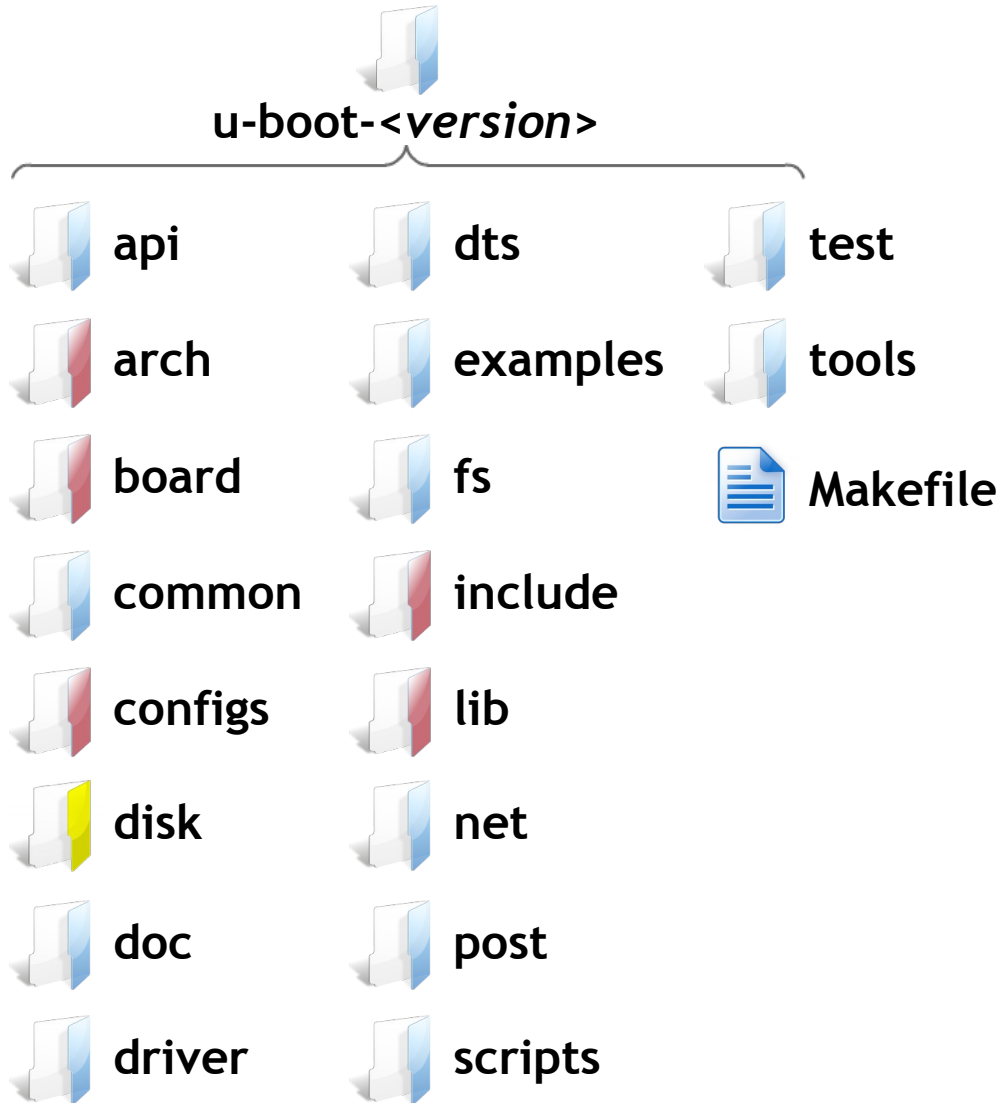 u-boot-<version>
api
arch
board
common
configs
disk
doc
driver
dts
examples
fs
include
lib
net
post
scripts
test
tools
Makefile